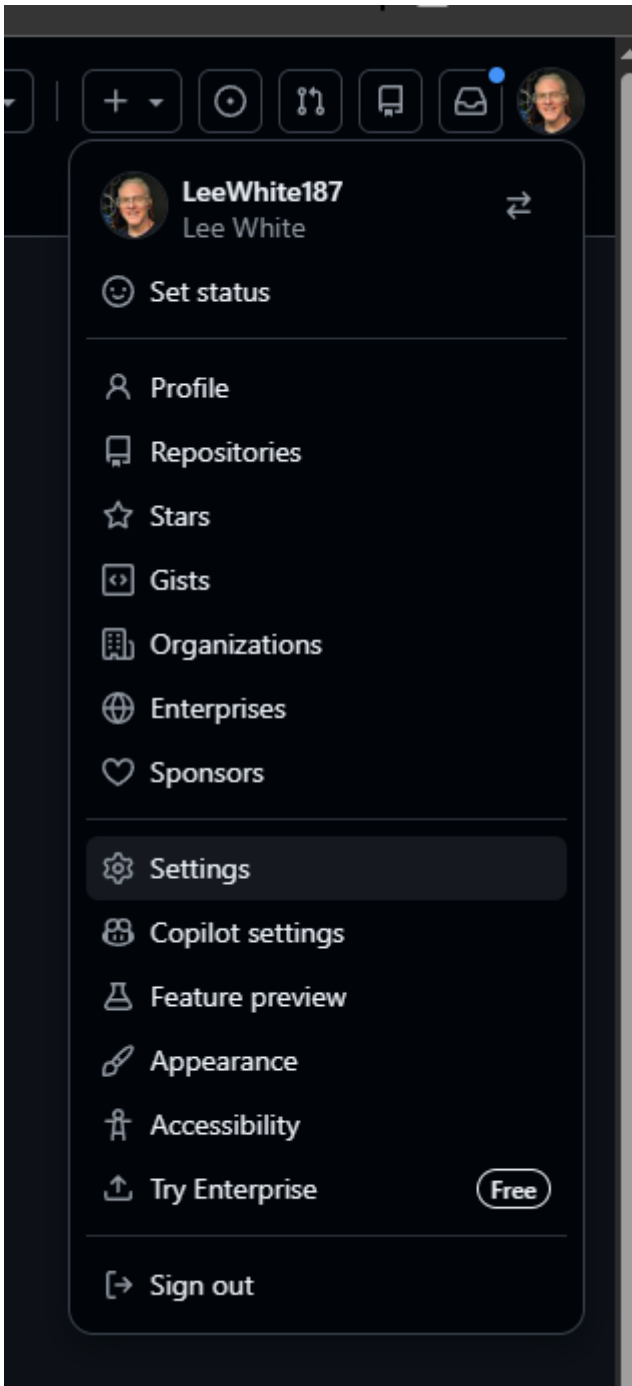 LeeWhite187
Lee White
Set status
Profile
Repositories
Stars
Gists
Organizations
Enterprises
Sponsors
Settings
Copilot settings
Feature preview
Appearance
Accessibility
Try Enterprise Free
Sign out